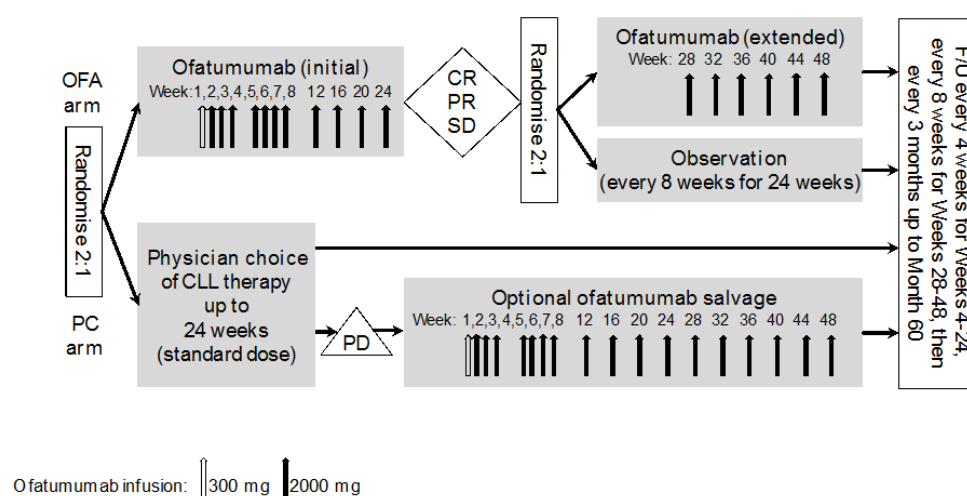 OFA
arm
Randomise 2:1
PC
arm
Ofatumumab (initial)
Week: 1,2,3,4,5,6,7,8 12 16 20 24
CR
PR
SD
Randomise 2:1
Ofatumumab (extended)
Week: 28 32 36 40 44 48
Observation
(every 8 weeks for 24 weeks)
Physician choice
of CLL therapy
up to
24 weeks
(standard dose)
PD
Optional ofatumumab salvage
Week: 1,2,3,4,5,6,7,8 12 16 20 24 28 32 36 40 44 48
F/U every 4 weeks for Weeks 4-24,
every 8 weeks for Weeks 28-48, then
every 3 months up to Month 60
Ofatumumab infusion: 300 mg 2000 mg